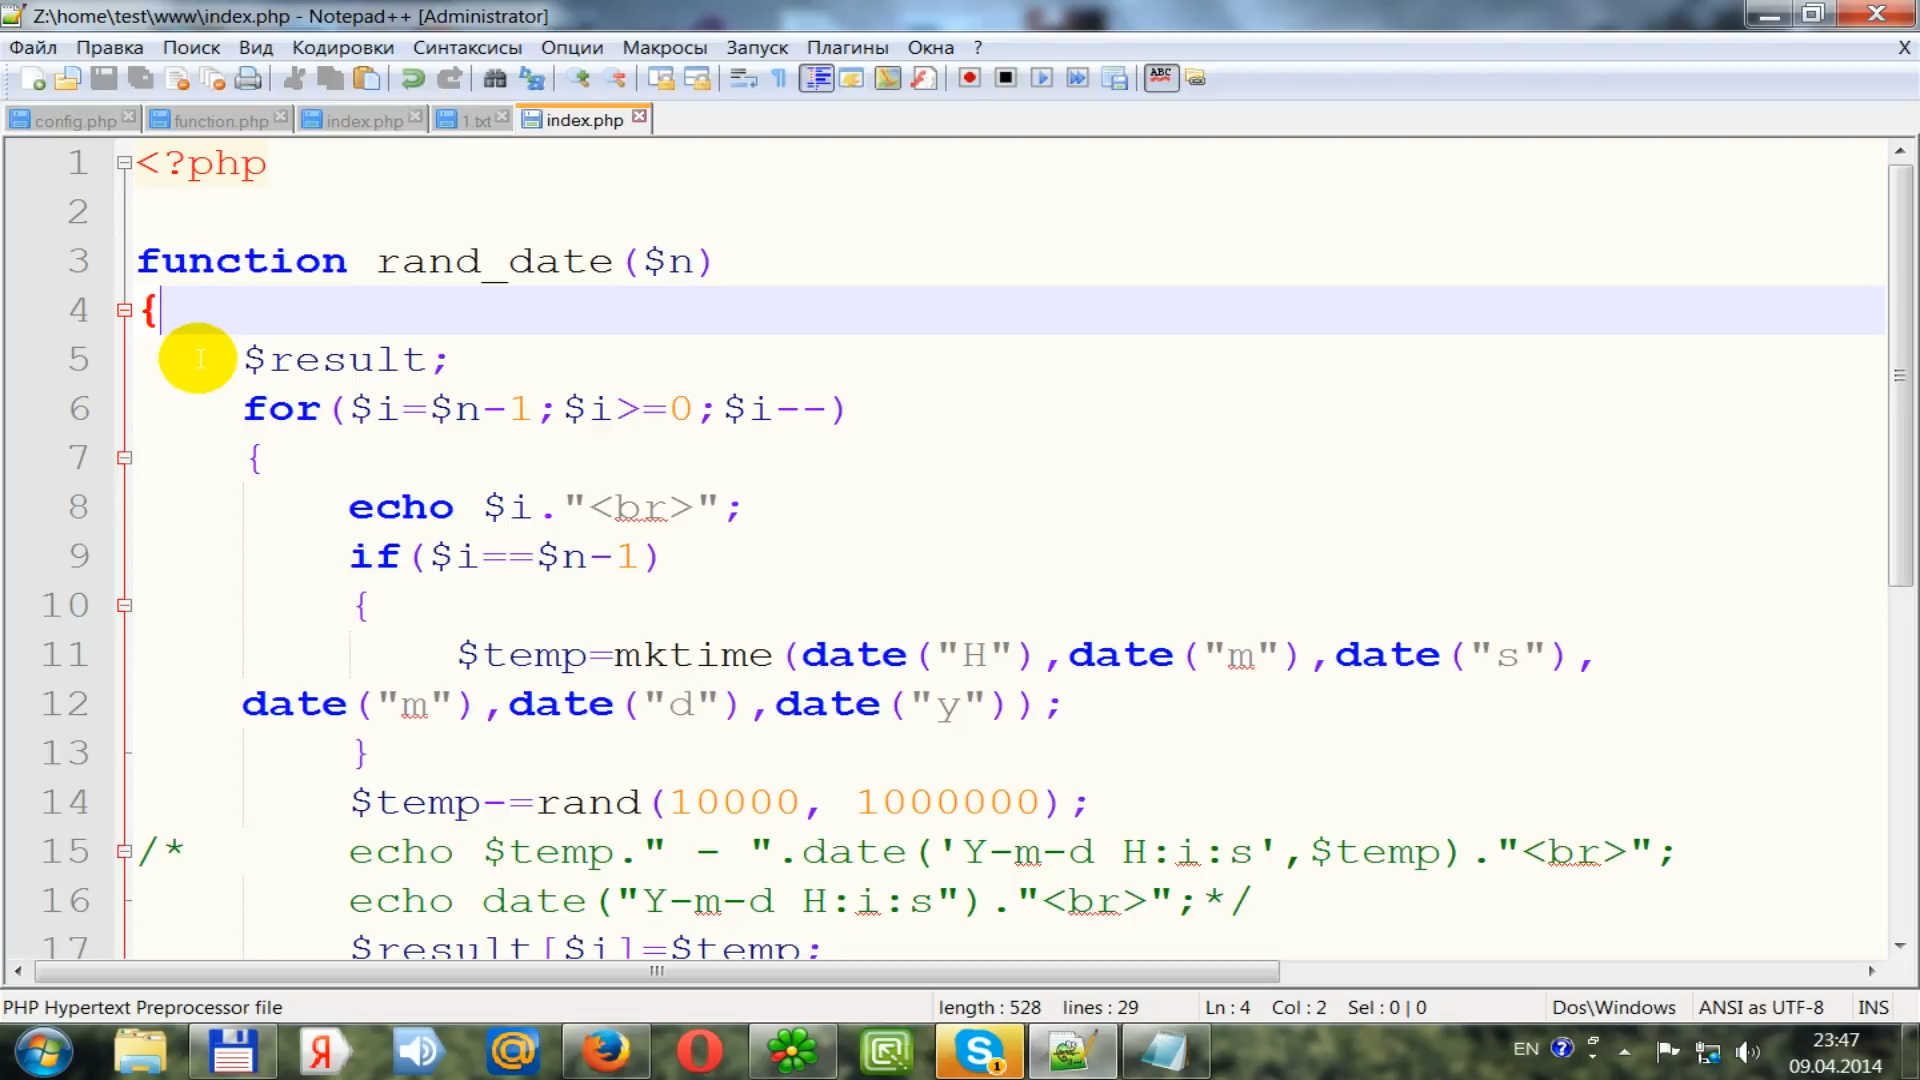 Z:\home\test\www\index.php - Notepad++ [Administrator]
Файл Правка Поиск Вид Кодировки Синтаксисы Опции Макросы Запуск Плагины Окна ? X
ABC
config.php function.php index.php 1.txt index.php
1 <?php
2
3 function rand_date($n)
4 {
5 $result;
6 for($i=$n-1;$i>=0;$i--)
7 {
8 echo $i."<br>";
9 if($i==$n-1)
10 {
11 $temp=mktime(date("H"),date("m"),date("s"),
12 date("m"),date("d"),date("y"));
13 }
14 $temp-=rand(10000, 1000000);
15 /* echo $temp." - ".date('Y-m-d H:i:s',$temp)."<br>";
16 echo date("Y-m-d H:i:s")."<br>";*/
17 $result[$i]=$temp;
PHP Hypertext Preprocessor file length : 528 lines : 29 Ln : 4 Col : 2 Sel : 0 | 0 Dos\Windows ANSI as UTF-8 INS
Я @ S 1 EN ? 23:47
09.04.2014